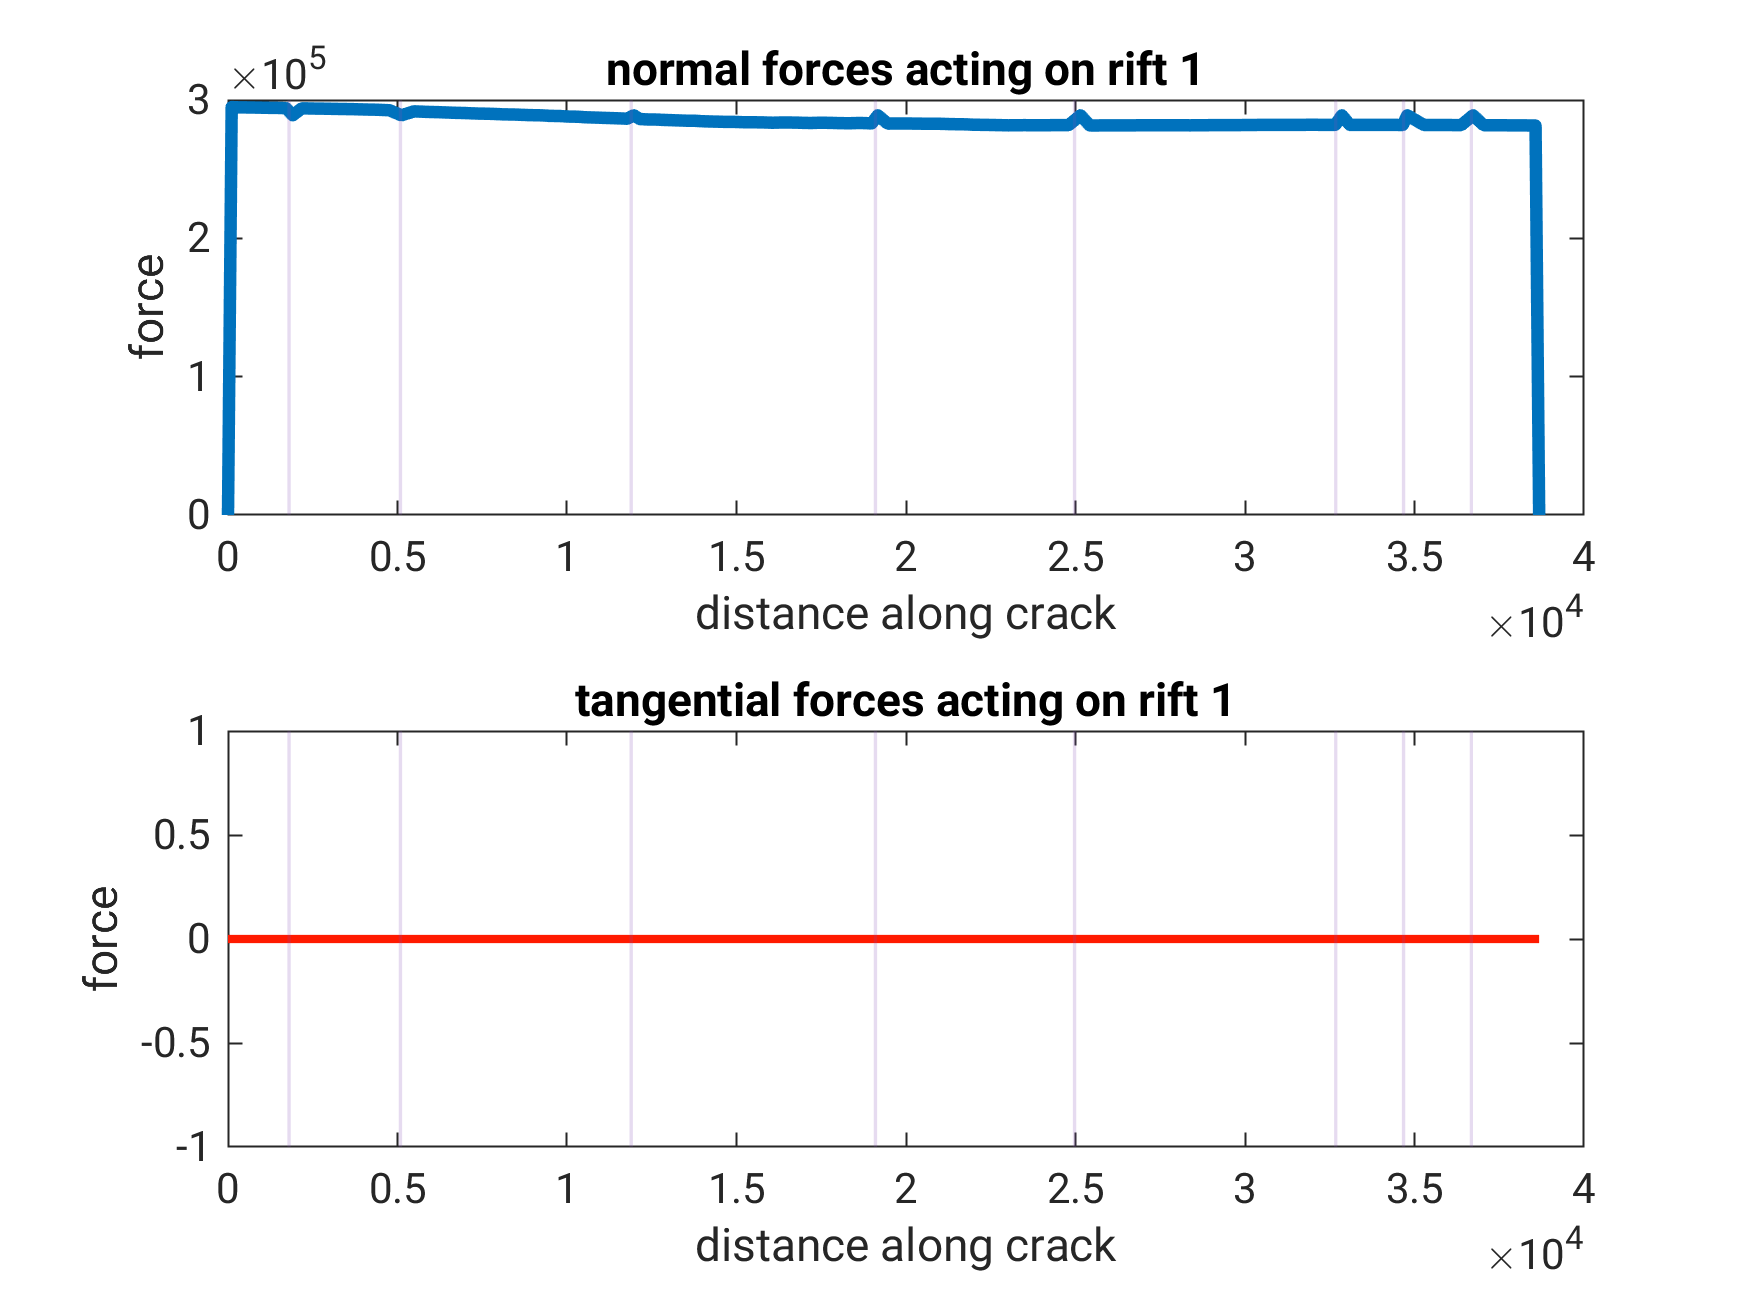 ×10⁵
normal forces acting on rift 1
3
2
1
0
force
0 0.5 1 1.5 2 2.5 3 3.5 4
distance along crack
×10⁴
tangential forces acting on rift 1
1
0.5
0
-0.5
-1
force
0 0.5 1 1.5 2 2.5 3 3.5 4
distance along crack
×10⁴